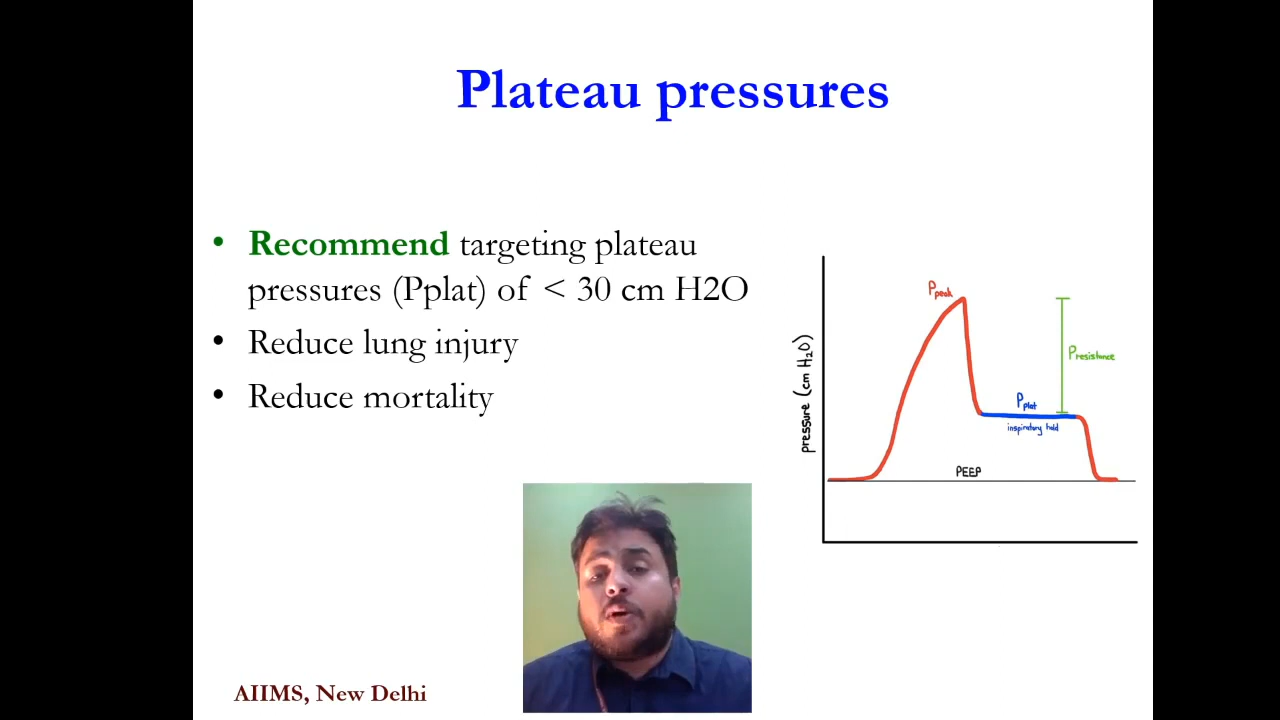 Plateau pressures
• Recommend targeting plateau
pressures (Pplat) of < 30 cm H2O
• Reduce lung injury
• Reduce mortality
pressure (cm H₂O)
Ppeak
Presistance
Pplat
inspiratory hold
PEEP
AIIMS, New Delhi